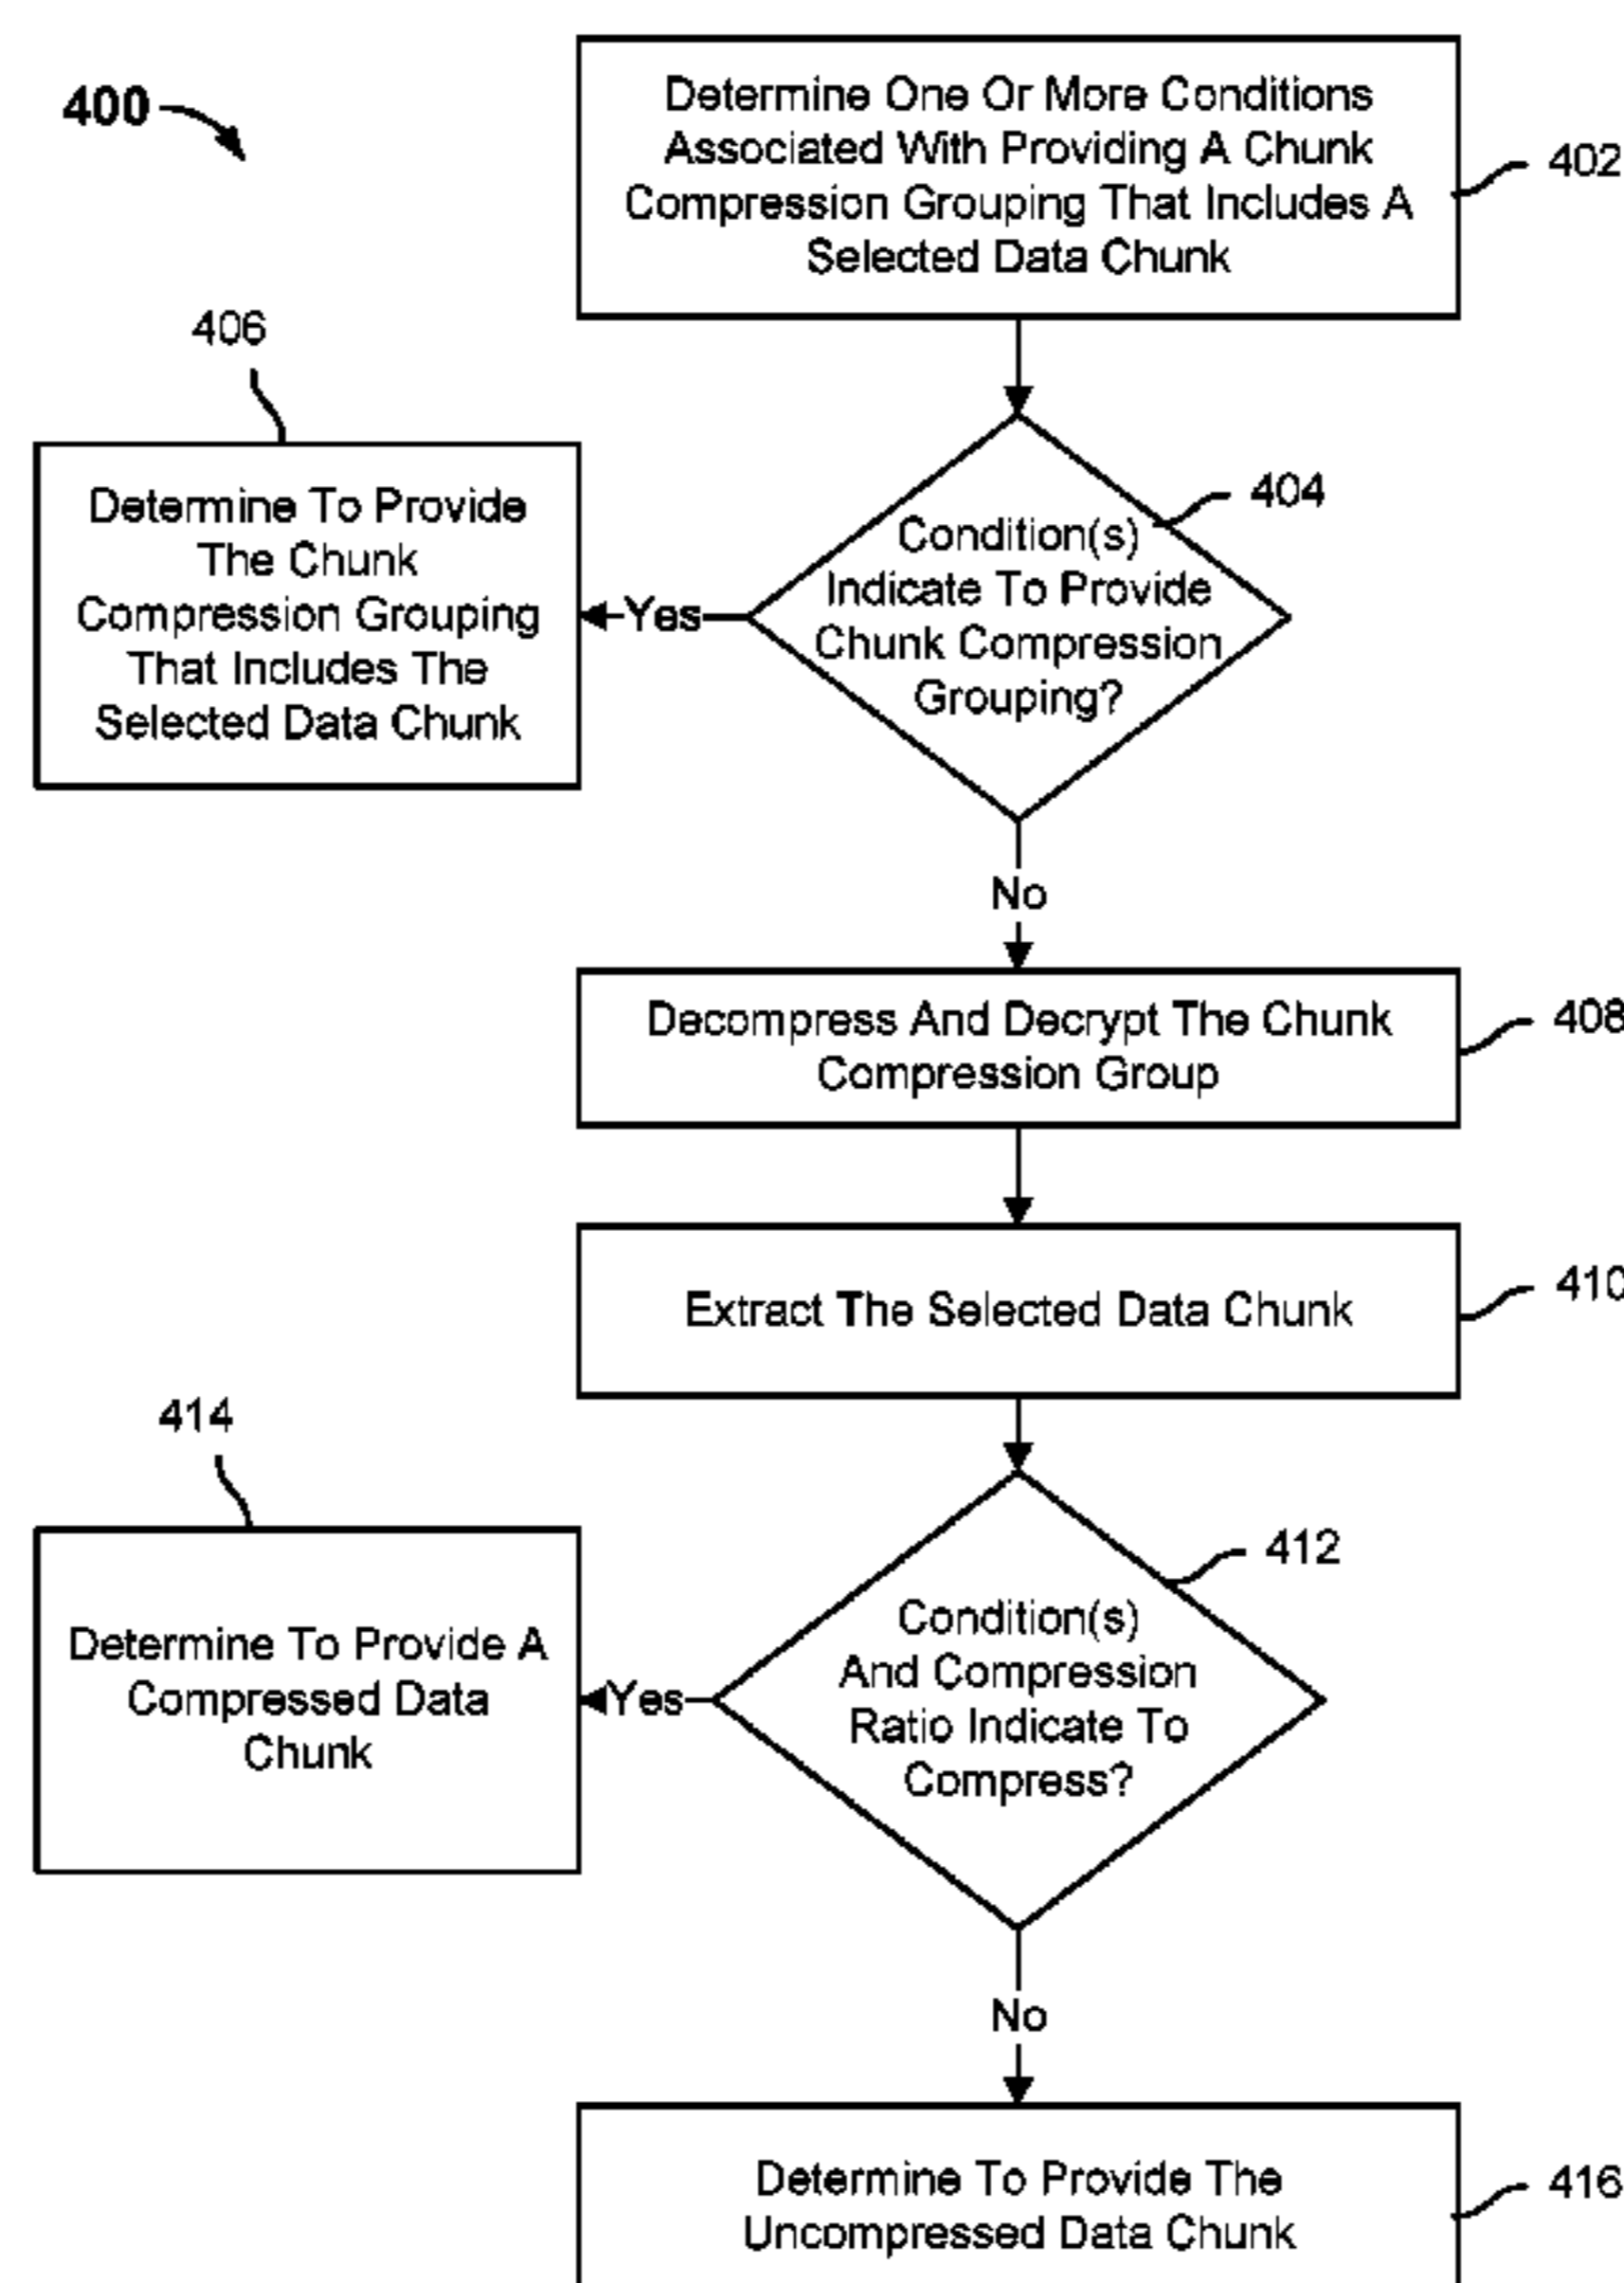 400
Determine One Or More Conditions
Associated With Providing A Chunk
Compression Grouping That Includes A
Selected Data Chunk
402
406
Determine To Provide
The Chunk
Compression Grouping
That Includes The
Selected Data Chunk
404
Condition(s)
Indicate To Provide
Chunk Compression
Grouping?
Yes
No
Decompress And Decrypt The Chunk
Compression Group
408
Extract The Selected Data Chunk
410
414
Determine To Provide A
Compressed Data
Chunk
412
Condition(s)
And Compression
Ratio Indicate To
Compress?
Yes
No
Determine To Provide The
Uncompressed Data Chunk
416